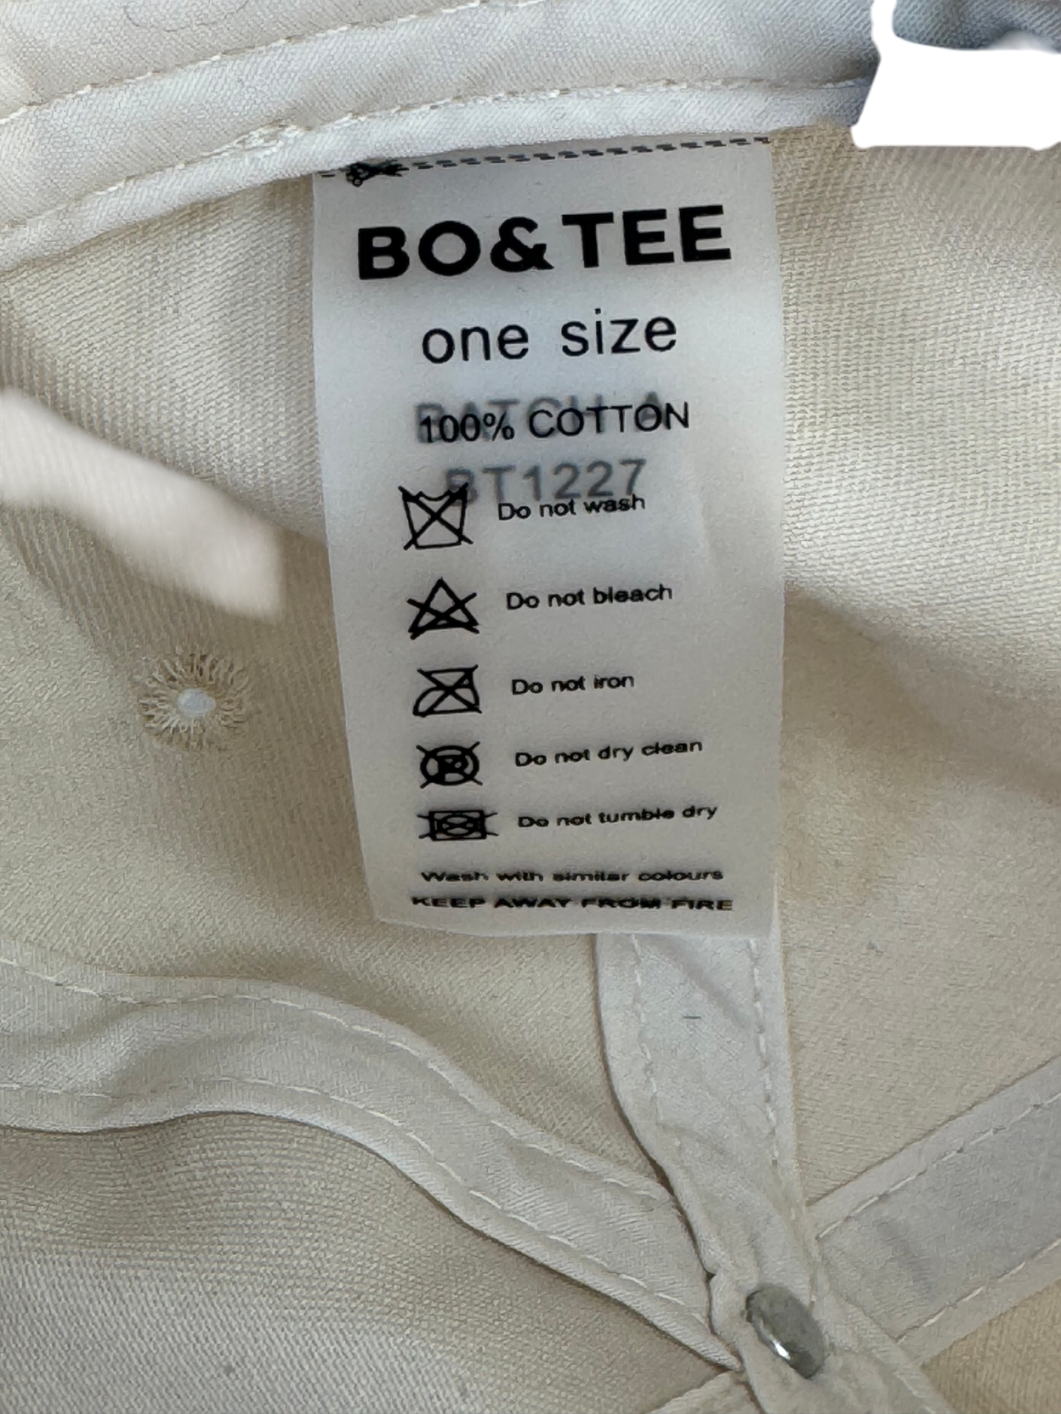 BO&TEE
one size
BATCH A
100% COTTON
BT1227
Do not wash
Do not bleach
Do not iron
Do not dry clean
Do not tumble dry
Wash with similar colours
KEEP AWAY FROM FIRE